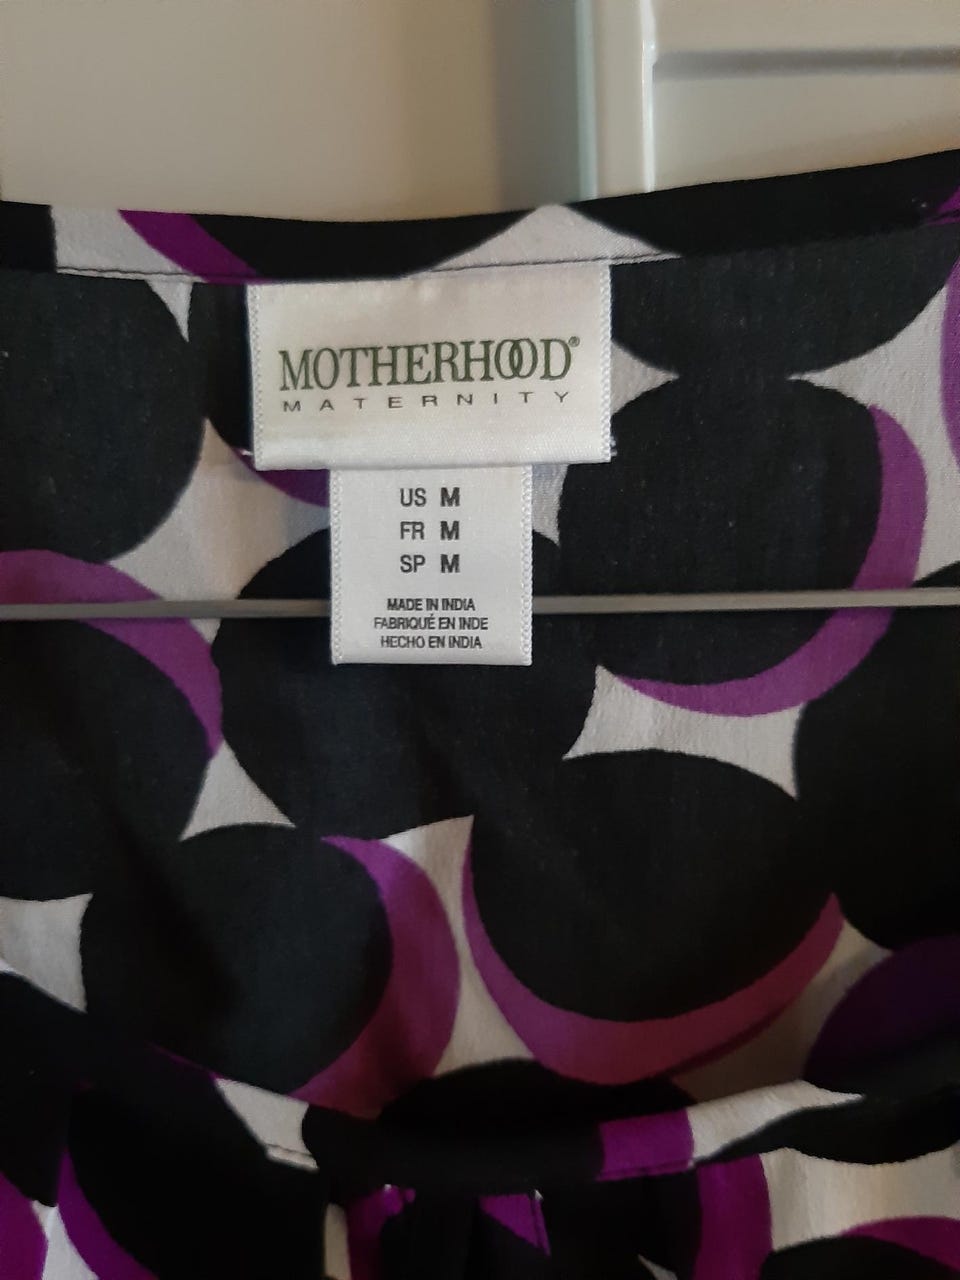 MOTHERHOOD®
MATERNITY
US M
FR M
SP M
MADE IN INDIA
FABRIQUÉ EN INDE
HECHO EN INDIA